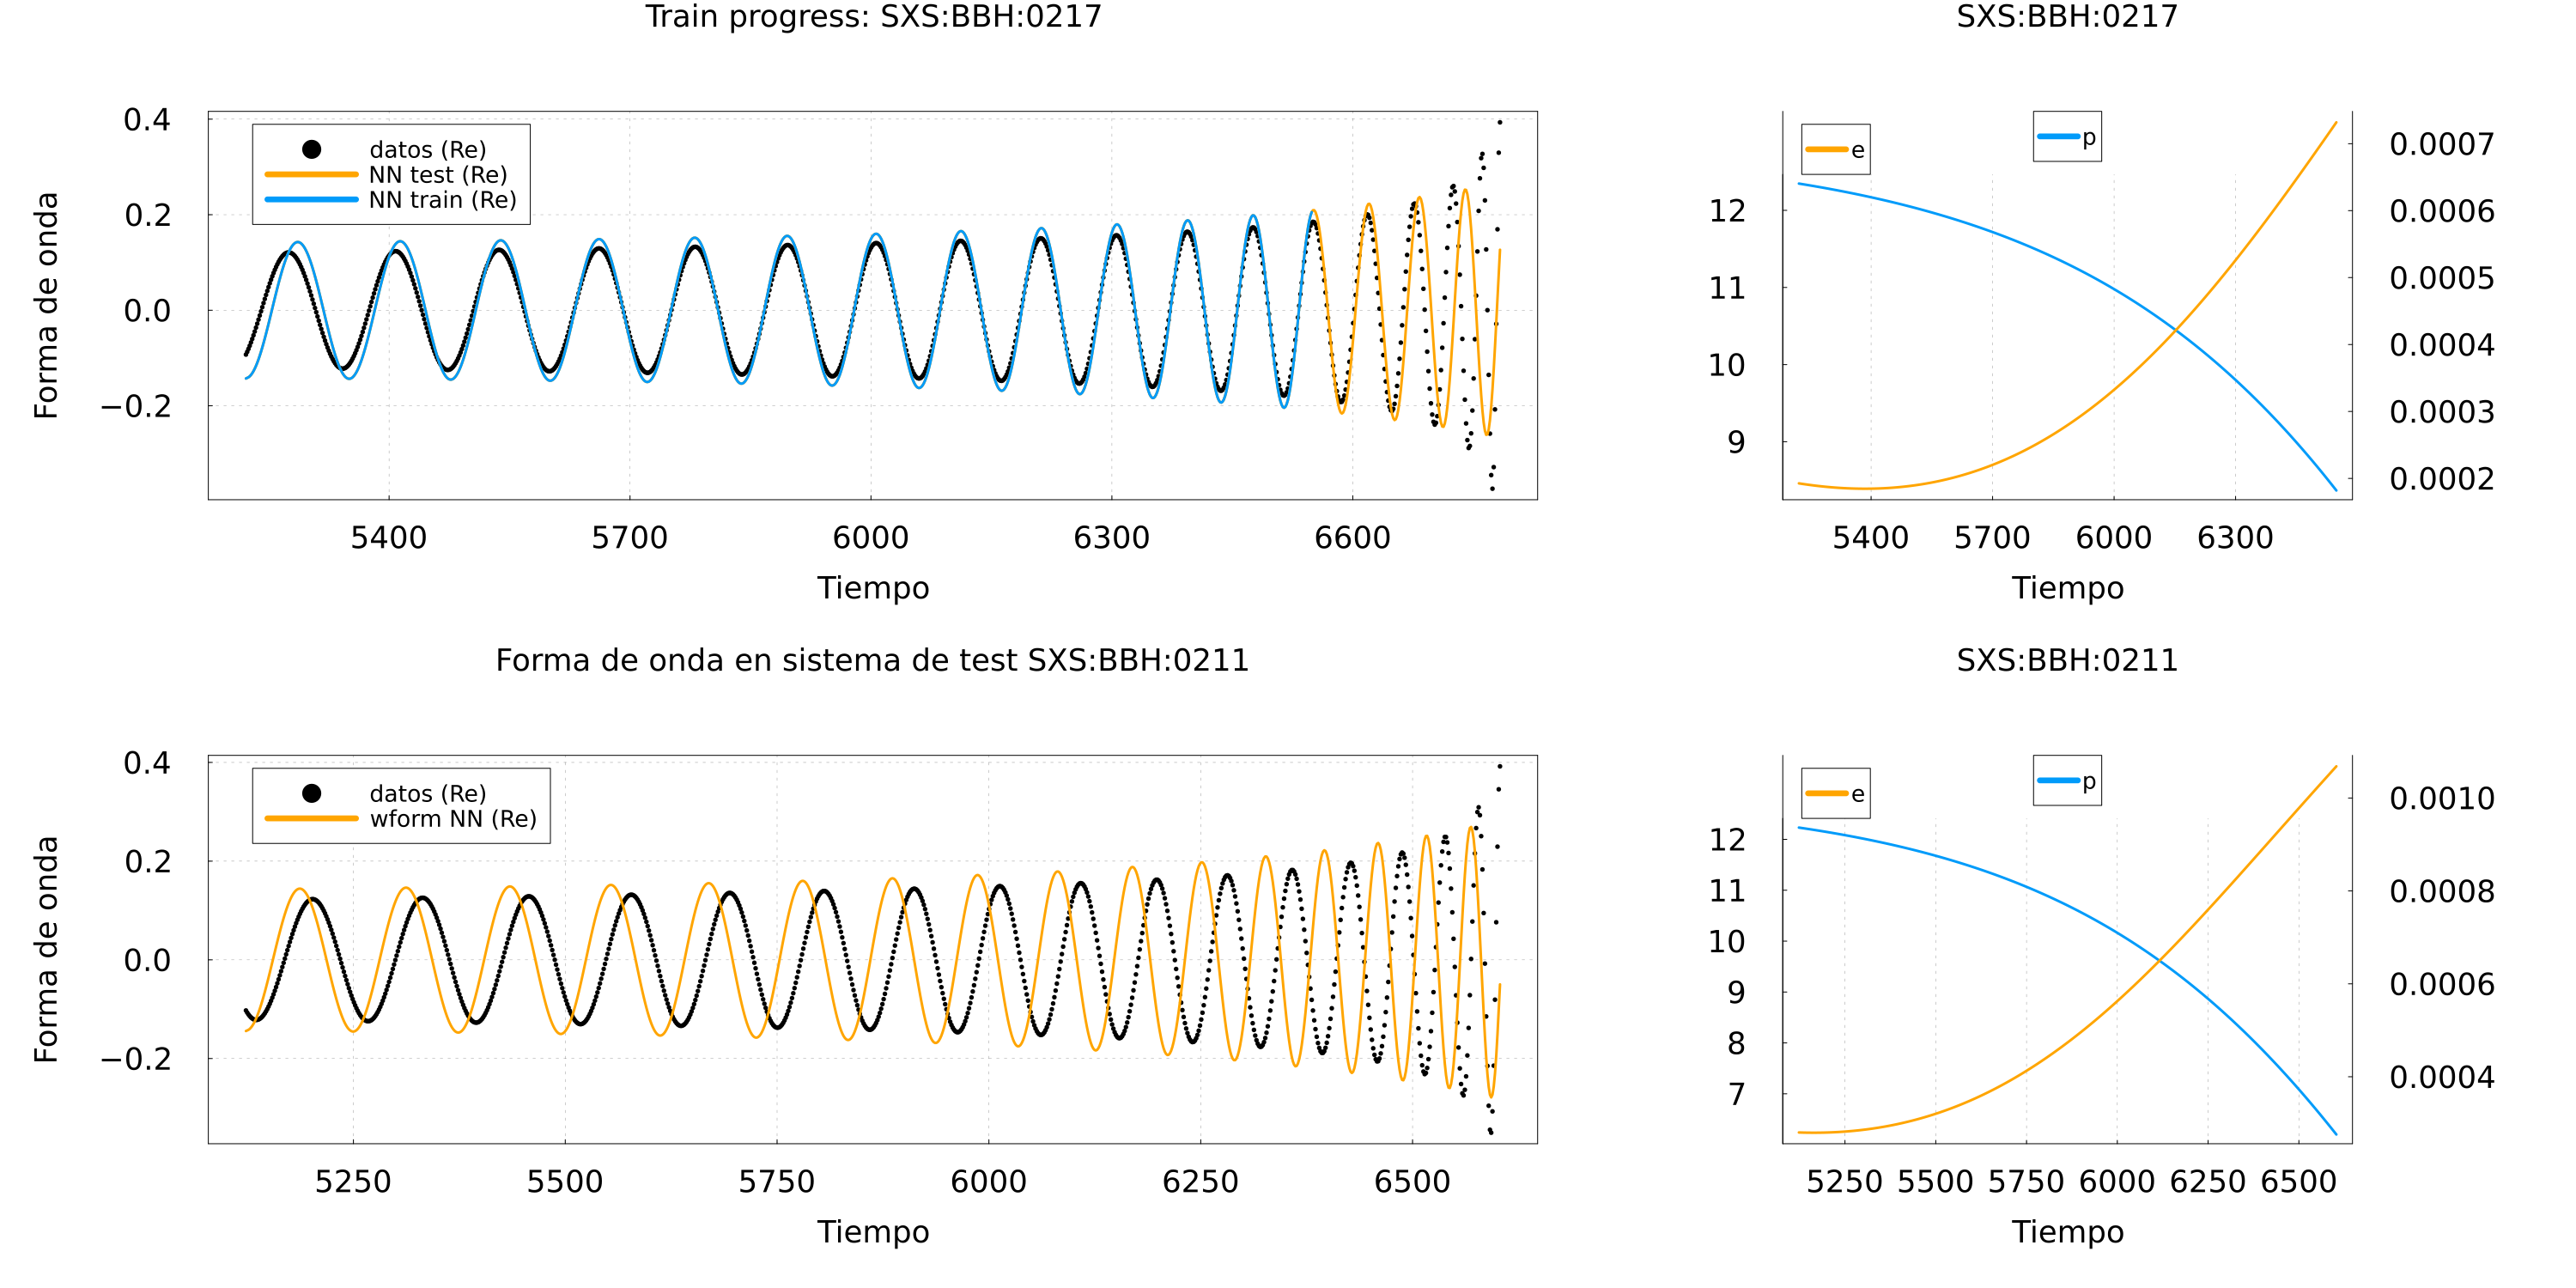 Train progress: SXS:BBH:0217
0.4
0.2
0.0
−0.2
Forma de onda
datos (Re)
NN test (Re)
NN train (Re)
5400 5700 6000 6300 6600
Tiempo
SXS:BBH:0217
e
p
12
11
10
9
0.0007
0.0006
0.0005
0.0004
0.0003
0.0002
5400 5700 6000 6300
Tiempo
Forma de onda en sistema de test SXS:BBH:0211
0.4
0.2
0.0
−0.2
Forma de onda
datos (Re)
wform NN (Re)
5250 5500 5750 6000 6250 6500
Tiempo
SXS:BBH:0211
e
p
12
11
10
9
8
7
0.0010
0.0008
0.0006
0.0004
5250 5500 5750 6000 6250 6500
Tiempo